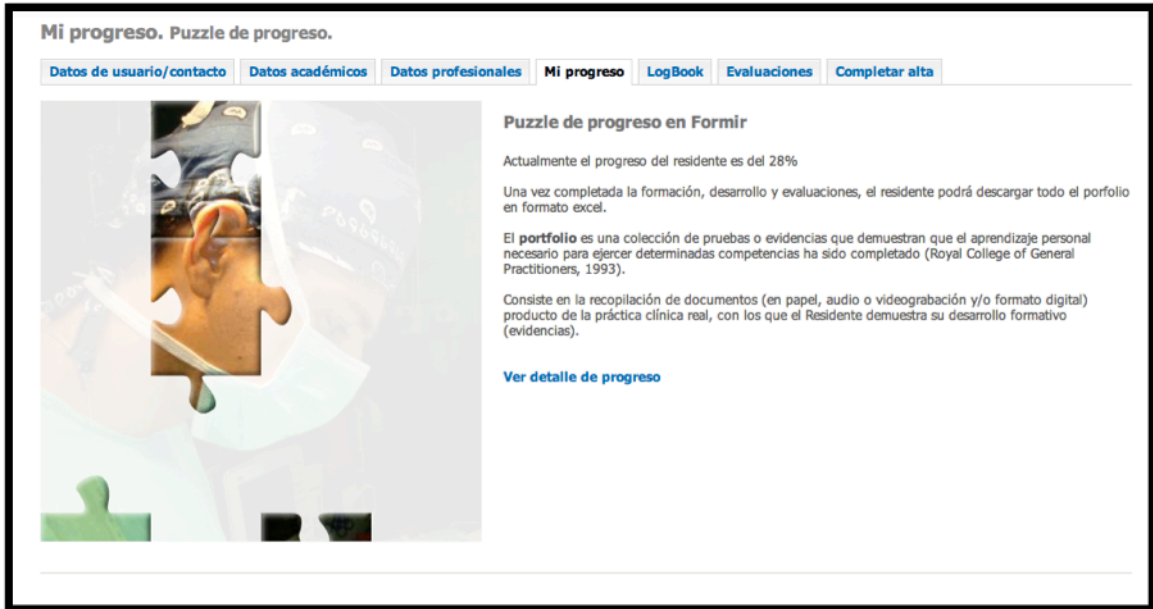 Mi progreso. Puzzle de progreso.
Datos de usuario/contacto Datos académicos Datos profesionales Mi progreso LogBook Evaluaciones Completar alta
Puzzle de progreso en Formir
Actualmente el progreso del residente es del 28%
Una vez completada la formación, desarrollo y evaluaciones, el residente podrá descargar todo el porfolio
en formato excel.
El portfolio es una colección de pruebas o evidencias que demuestran que el aprendizaje personal
necesario para ejercer determinadas competencias ha sido completado (Royal College of General
Practitioners, 1993).
Consiste en la recopilación de documentos (en papel, audio o videograbación y/o formato digital)
producto de la práctica clínica real, con los que el Residente demuestra su desarrollo formativo
(evidencias).
Ver detalle de progreso